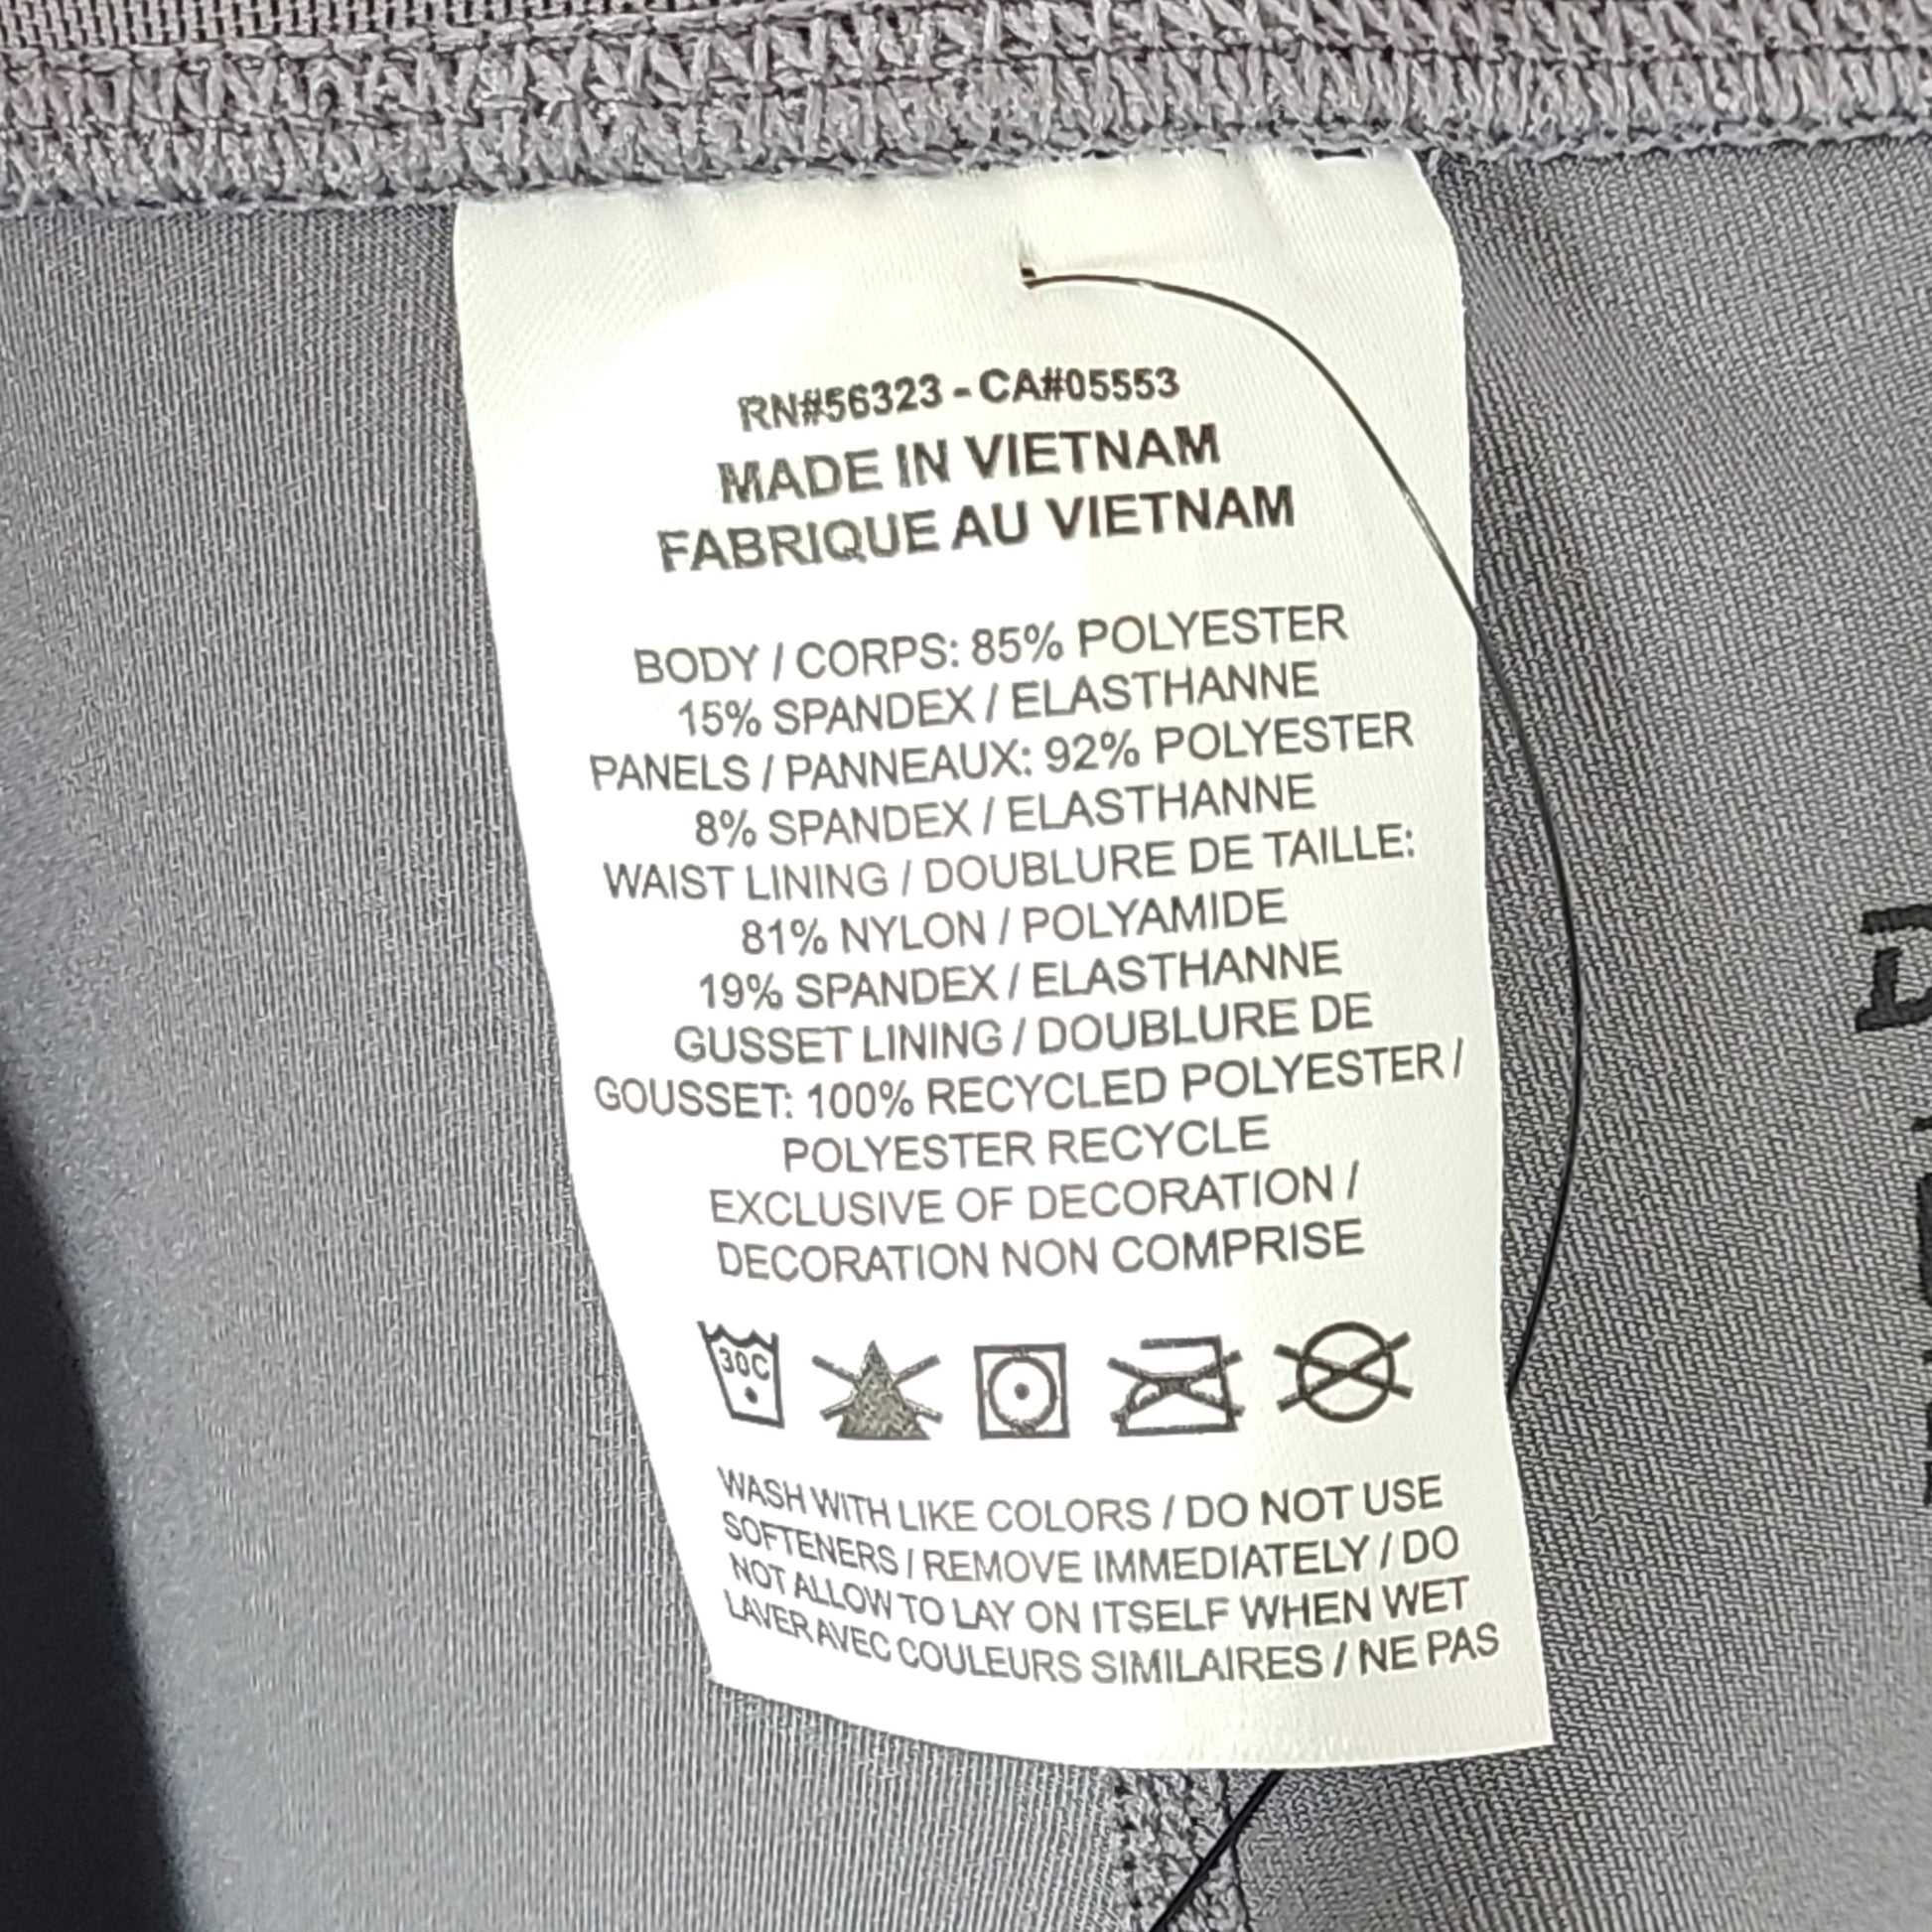 RN#56323 - CA#05553
MADE IN VIETNAM
FABRIQUE AU VIETNAM
BODY / CORPS: 85% POLYESTER
15% SPANDEX / ELASTHANNE
PANELS / PANNEAUX: 92% POLYESTER
8% SPANDEX / ELASTHANNE
WAIST LINING / DOUBLURE DE TAILLE:
81% NYLON / POLYAMIDE
19% SPANDEX / ELASTHANNE
GUSSET LINING / DOUBLURE DE
GOUSSET: 100% RECYCLED POLYESTER /
POLYESTER RECYCLE
EXCLUSIVE OF DECORATION /
DECORATION NON COMPRISE
30C
WASH WITH LIKE COLORS / DO NOT USE
SOFTENERS / REMOVE IMMEDIATELY / DO
NOT ALLOW TO LAY ON ITSELF WHEN WET
LAVER AVEC COULEURS SIMILAIRES / NE PAS